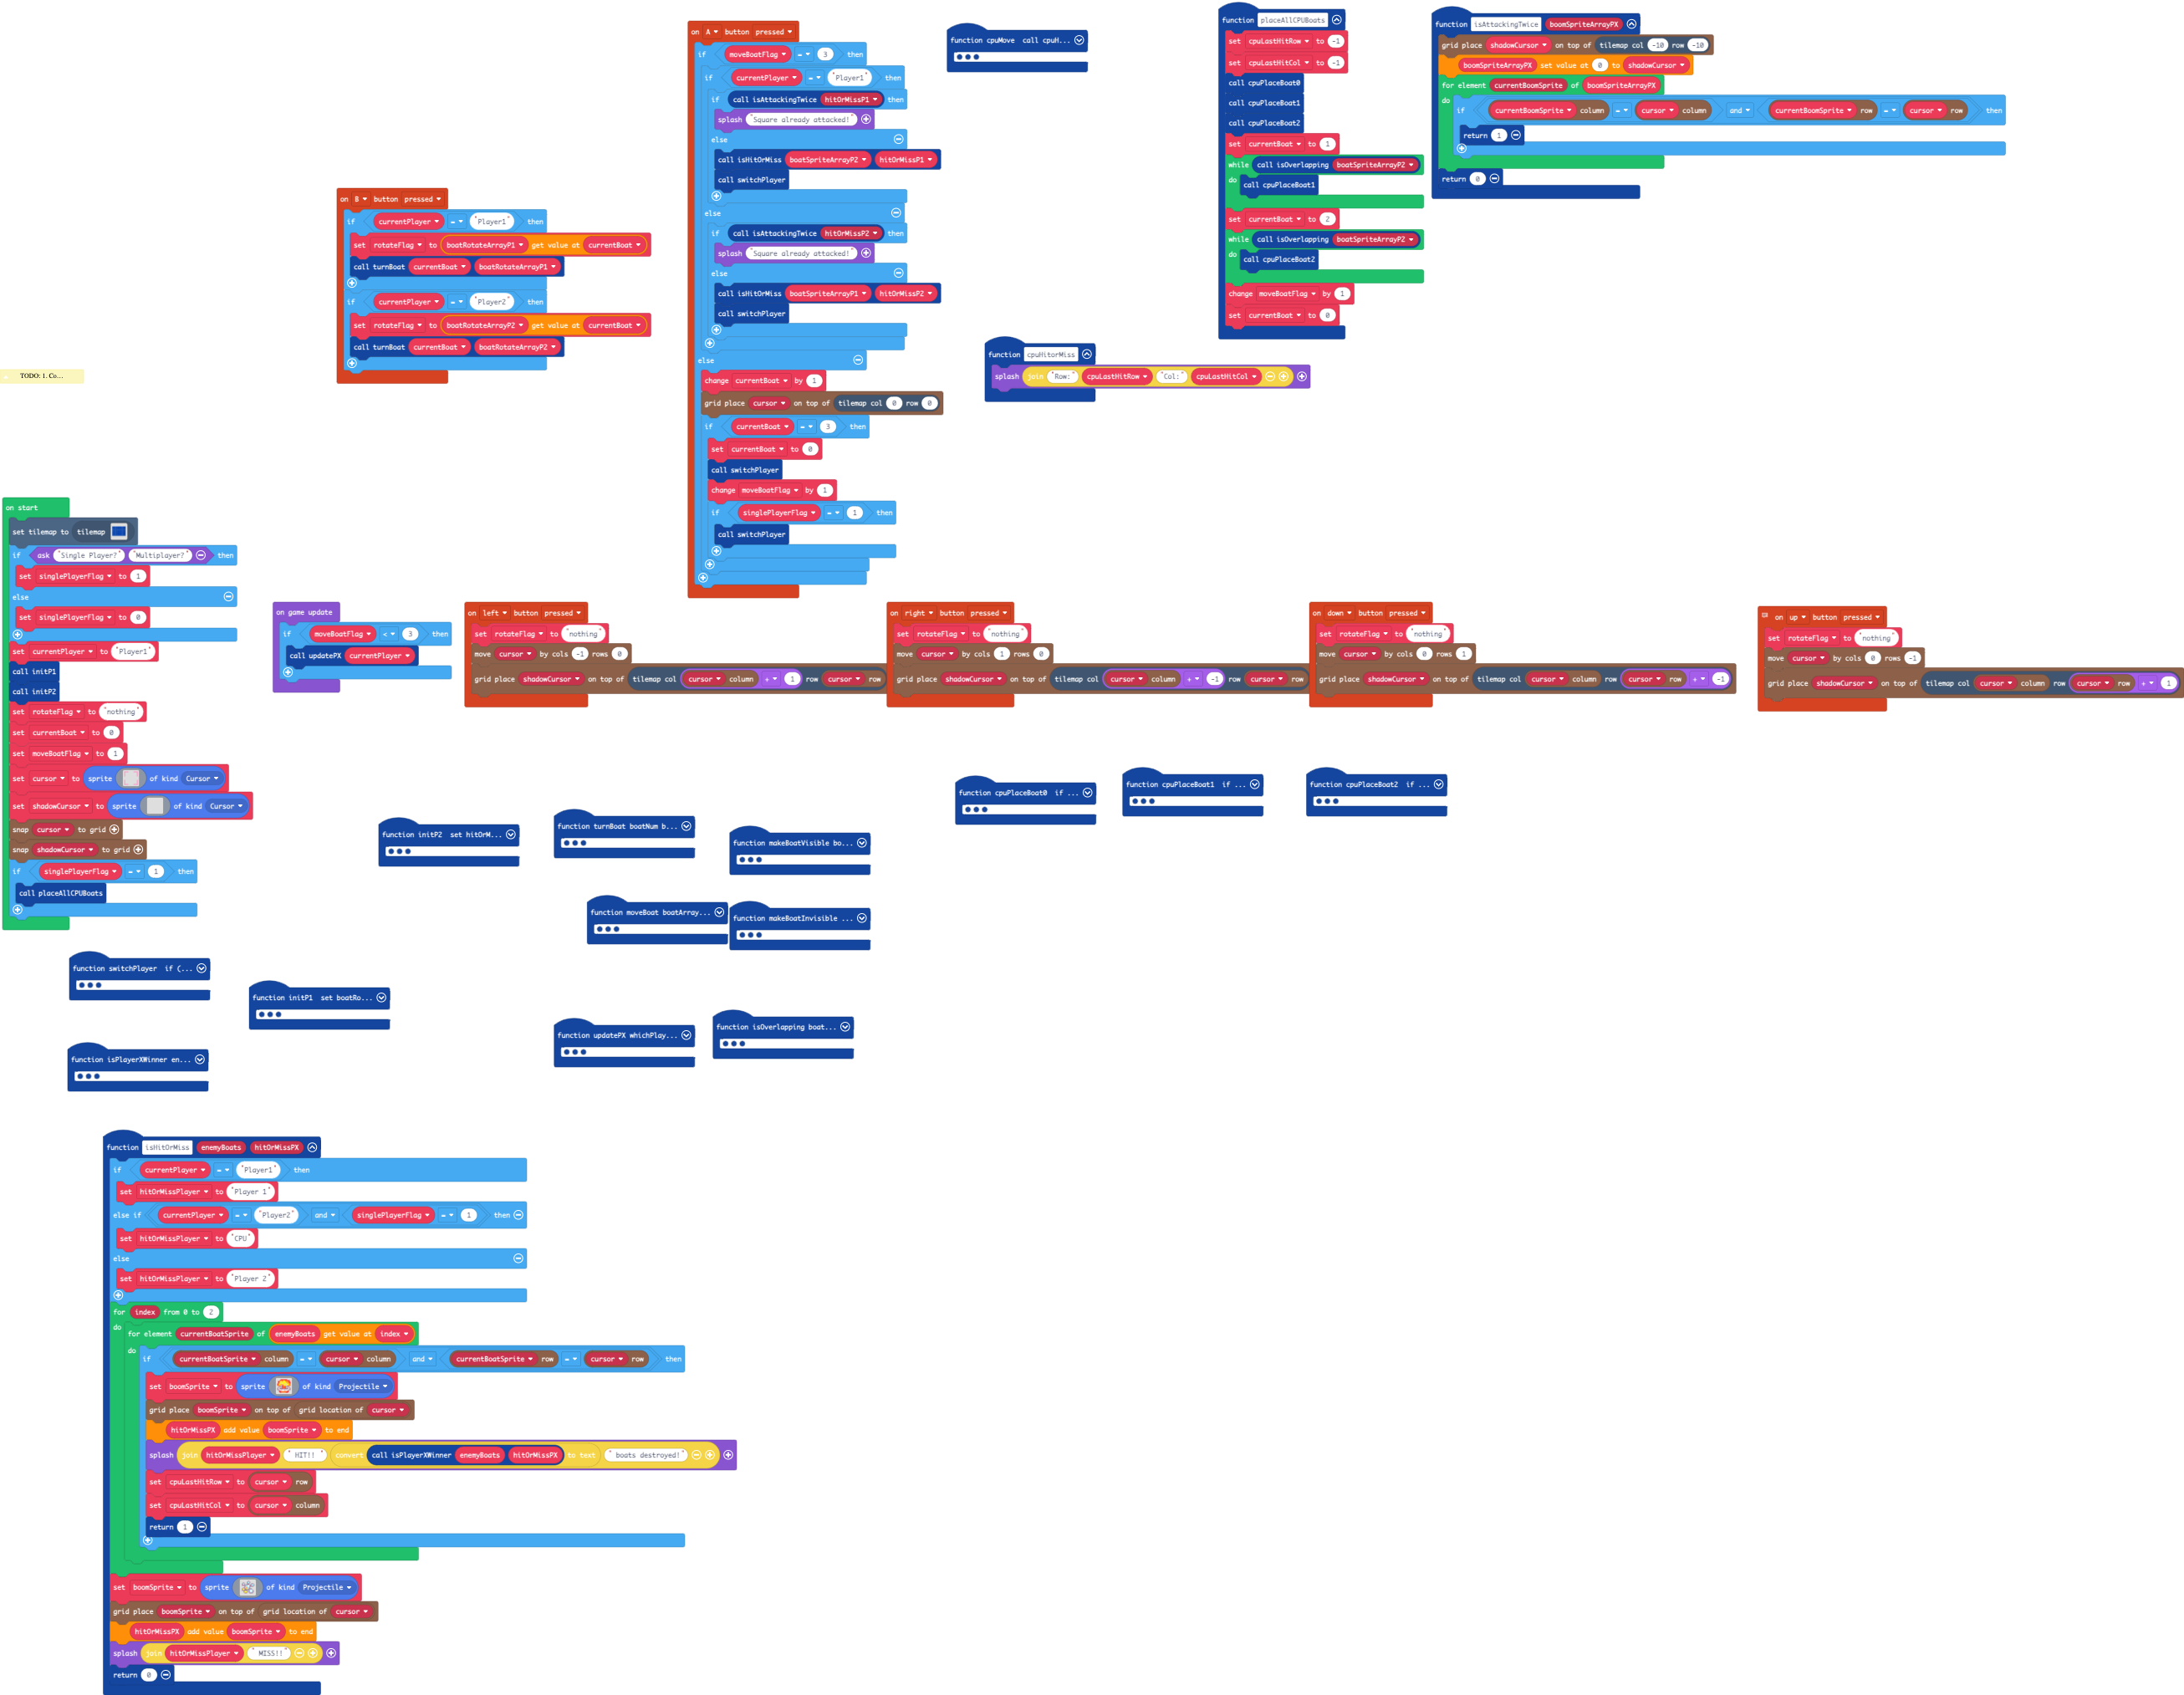 on A button pressed
if moveBoatFlag = 3 then
if currentPlayer = "Player1" then
if call isAttackingTwice hitOrMissP1 then
splash "Square already attacked!"
else
call isHitOrMiss boatSpriteArrayP2 hitOrMissP1
call switchPlayer
else
if call isAttackingTwice hitOrMissP2 then
splash "Square already attacked!"
else
call isHitOrMiss boatSpriteArrayP1 hitOrMissP2
call switchPlayer
else
change currentBoat by 1
grid place cursor on top of tilemap col 0 row 0
if currentBoat = 3 then
set currentBoat to 0
call switchPlayer
change moveBoatFlag by 1
if singlePlayerFlag = 1 then
call switchPlayer
function cpuMove call cpuH...
function placeAllCPUBoats
set cpuLastHitRow to -1
set cpuLastHitCol to -1
call cpuPlaceBoat0
call cpuPlaceBoat1
call cpuPlaceBoat2
set currentBoat to 1
while call isOverlapping boatSpriteArrayP2
do call cpuPlaceBoat1
set currentBoat to 2
while call isOverlapping boatSpriteArrayP2
do call cpuPlaceBoat2
change moveBoatFlag by 1
set currentBoat to 0
function isAttackingTwice boomSpriteArrayPX
grid place shadowCursor on top of tilemap col -10 row -10
boomSpriteArrayPX set value at 0 to shadowCursor
for element currentBoomSprite of boomSpriteArrayPX
do if currentBoomSprite column = cursor column and currentBoomSprite row = cursor row then
return 1
return 0
on B button pressed
if currentPlayer = "Player1" then
set rotateFlag to boatRotateArrayP1 get value at currentBoat
call turnBoat currentBoat boatRotateArrayP1
if currentPlayer = "Player2" then
set rotateFlag to boatRotateArrayP2 get value at currentBoat
call turnBoat currentBoat boatRotateArrayP2
function cpuHitorMiss
splash join "Row:" cpuLastHitRow "Col:" cpuLastHitCol
TODO: 1. Co...
on start
set tilemap to tilemap
if ask "Single Player?" "Multiplayer?" then
set singlePlayerFlag to 1
else
set singlePlayerFlag to 0
set currentPlayer to "Player1"
call initP1
call initP2
set rotateFlag to "nothing"
set currentBoat to 0
set moveBoatFlag to 1
set cursor to sprite of kind Cursor
set shadowCursor to sprite of kind Cursor
snap cursor to grid
snap shadowCursor to grid
if singlePlayerFlag = 1 then
call placeAllCPUBoats
on game update
if moveBoatFlag < 3 then
call updatePX currentPlayer
on left button pressed
set rotateFlag to "nothing"
move cursor by cols -1 rows 0
grid place shadowCursor on top of tilemap col cursor column + 1 row cursor row
on right button pressed
set rotateFlag to "nothing"
move cursor by cols 1 rows 0
grid place shadowCursor on top of tilemap col cursor column + -1 row cursor row
on down button pressed
set rotateFlag to "nothing"
move cursor by cols 0 rows 1
grid place shadowCursor on top of tilemap col cursor column row cursor row + -1
on up button pressed
set rotateFlag to "nothing"
move cursor by cols 0 rows -1
grid place shadowCursor on top of tilemap col cursor column row cursor row + 1
function cpuPlaceBoat0 if ...
function cpuPlaceBoat1 if ...
function cpuPlaceBoat2 if ...
function initP2 set hitOrM...
function turnBoat boatNum b...
function makeBoatVisible bo...
function moveBoat boatArray...
function makeBoatInvisible ...
function switchPlayer if (...
function initP1 set boatRo...
function updatePX whichPlay...
function isOverlapping boat...
function isPlayerXWinner en...
function isHitOrMiss enemyBoats hitOrMissPX
if currentPlayer = "Player1" then
set hitOrMissPlayer to "Player 1"
else if currentPlayer = "Player2" and singlePlayerFlag = 1 then
set hitOrMissPlayer to "CPU"
else
set hitOrMissPlayer to "Player 2"
for index from 0 to 2
do for element currentBoatSprite of enemyBoats get value at index
do if currentBoatSprite column = cursor column and currentBoatSprite row = cursor row then
set boomSprite to sprite of kind Projectile
grid place boomSprite on top of grid location of cursor
hitOrMissPX add value boomSprite to end
splash join hitOrMissPlayer " HIT!! " convert call isPlayerXWinner enemyBoats hitOrMissPX to text " boats destroyed!"
set cpuLastHitRow to cursor row
set cpuLastHitCol to cursor column
return 1
set boomSprite to sprite of kind Projectile
grid place boomSprite on top of grid location of cursor
hitOrMissPX add value boomSprite to end
splash join hitOrMissPlayer " MISS!!"
return 0